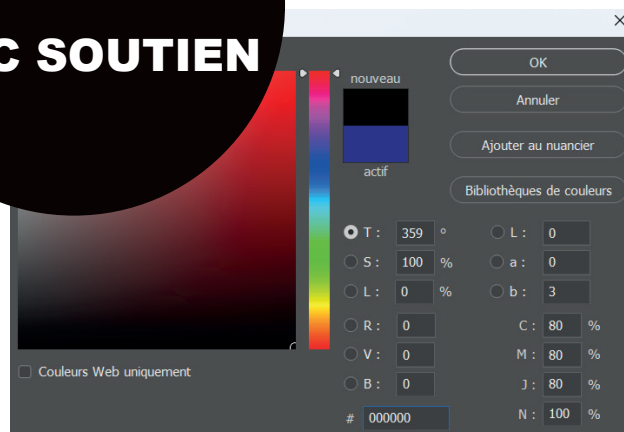 C SOUTIEN
nouveau
actif
OK
Annuler
Ajouter au nuancier
Bibliothèques de couleurs
T : 359 °
L : 0
S : 100 %
a : 0
L : 0 %
b : 3
R : 0
C : 80 %
V : 0
M : 80 %
B : 0
J : 80 %
# 000000
N : 100 %
Couleurs Web uniquement